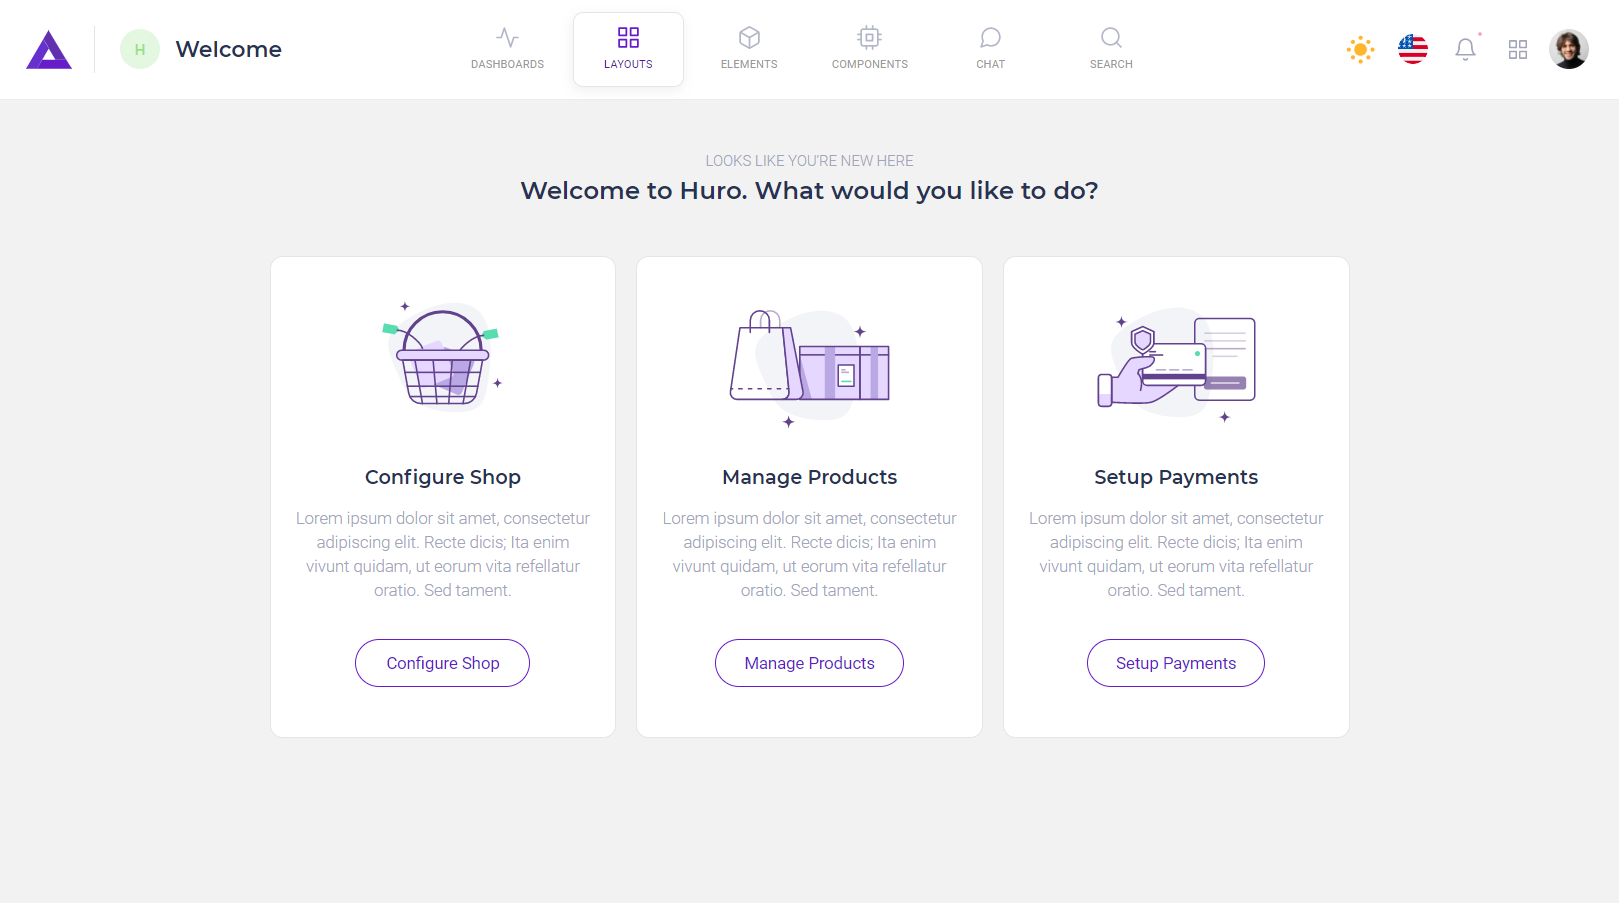 H
Welcome
DASHBOARDS
LAYOUTS
ELEMENTS
COMPONENTS
CHAT
SEARCH
LOOKS LIKE YOU'RE NEW HERE
Welcome to Huro. What would you like to do?
Configure Shop
Lorem ipsum dolor sit amet, consectetur
adipiscing elit. Recte dicis; Ita enim
vivunt quidam, ut eorum vita refellatur
oratio. Sed tament.
Configure Shop
Manage Products
Lorem ipsum dolor sit amet, consectetur
adipiscing elit. Recte dicis; Ita enim
vivunt quidam, ut eorum vita refellatur
oratio. Sed tament.
Manage Products
Setup Payments
Lorem ipsum dolor sit amet, consectetur
adipiscing elit. Recte dicis; Ita enim
vivunt quidam, ut eorum vita refellatur
oratio. Sed tament.
Setup Payments